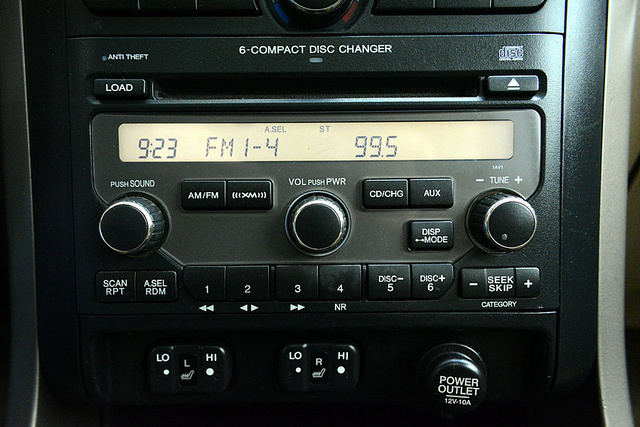 6-COMPACT DISC CHANGER
ANTI THEFT
disc
LOAD
A.SEL ST
9:23 FM1-4 99.5
PUSH SOUND
VOL PUSH PWR
- TUNE +
AM/FM
((XM))
CD/CHG
AUX
DISP
MODE
SCAN
RPT
A.SEL
RDM
1
2
3
4
DISC-
5
DISC+
6
-
SEEK
SKIP
+
NR
CATEGORY
LO L HI
LO R HI
POWER
OUTLET
12V-10A